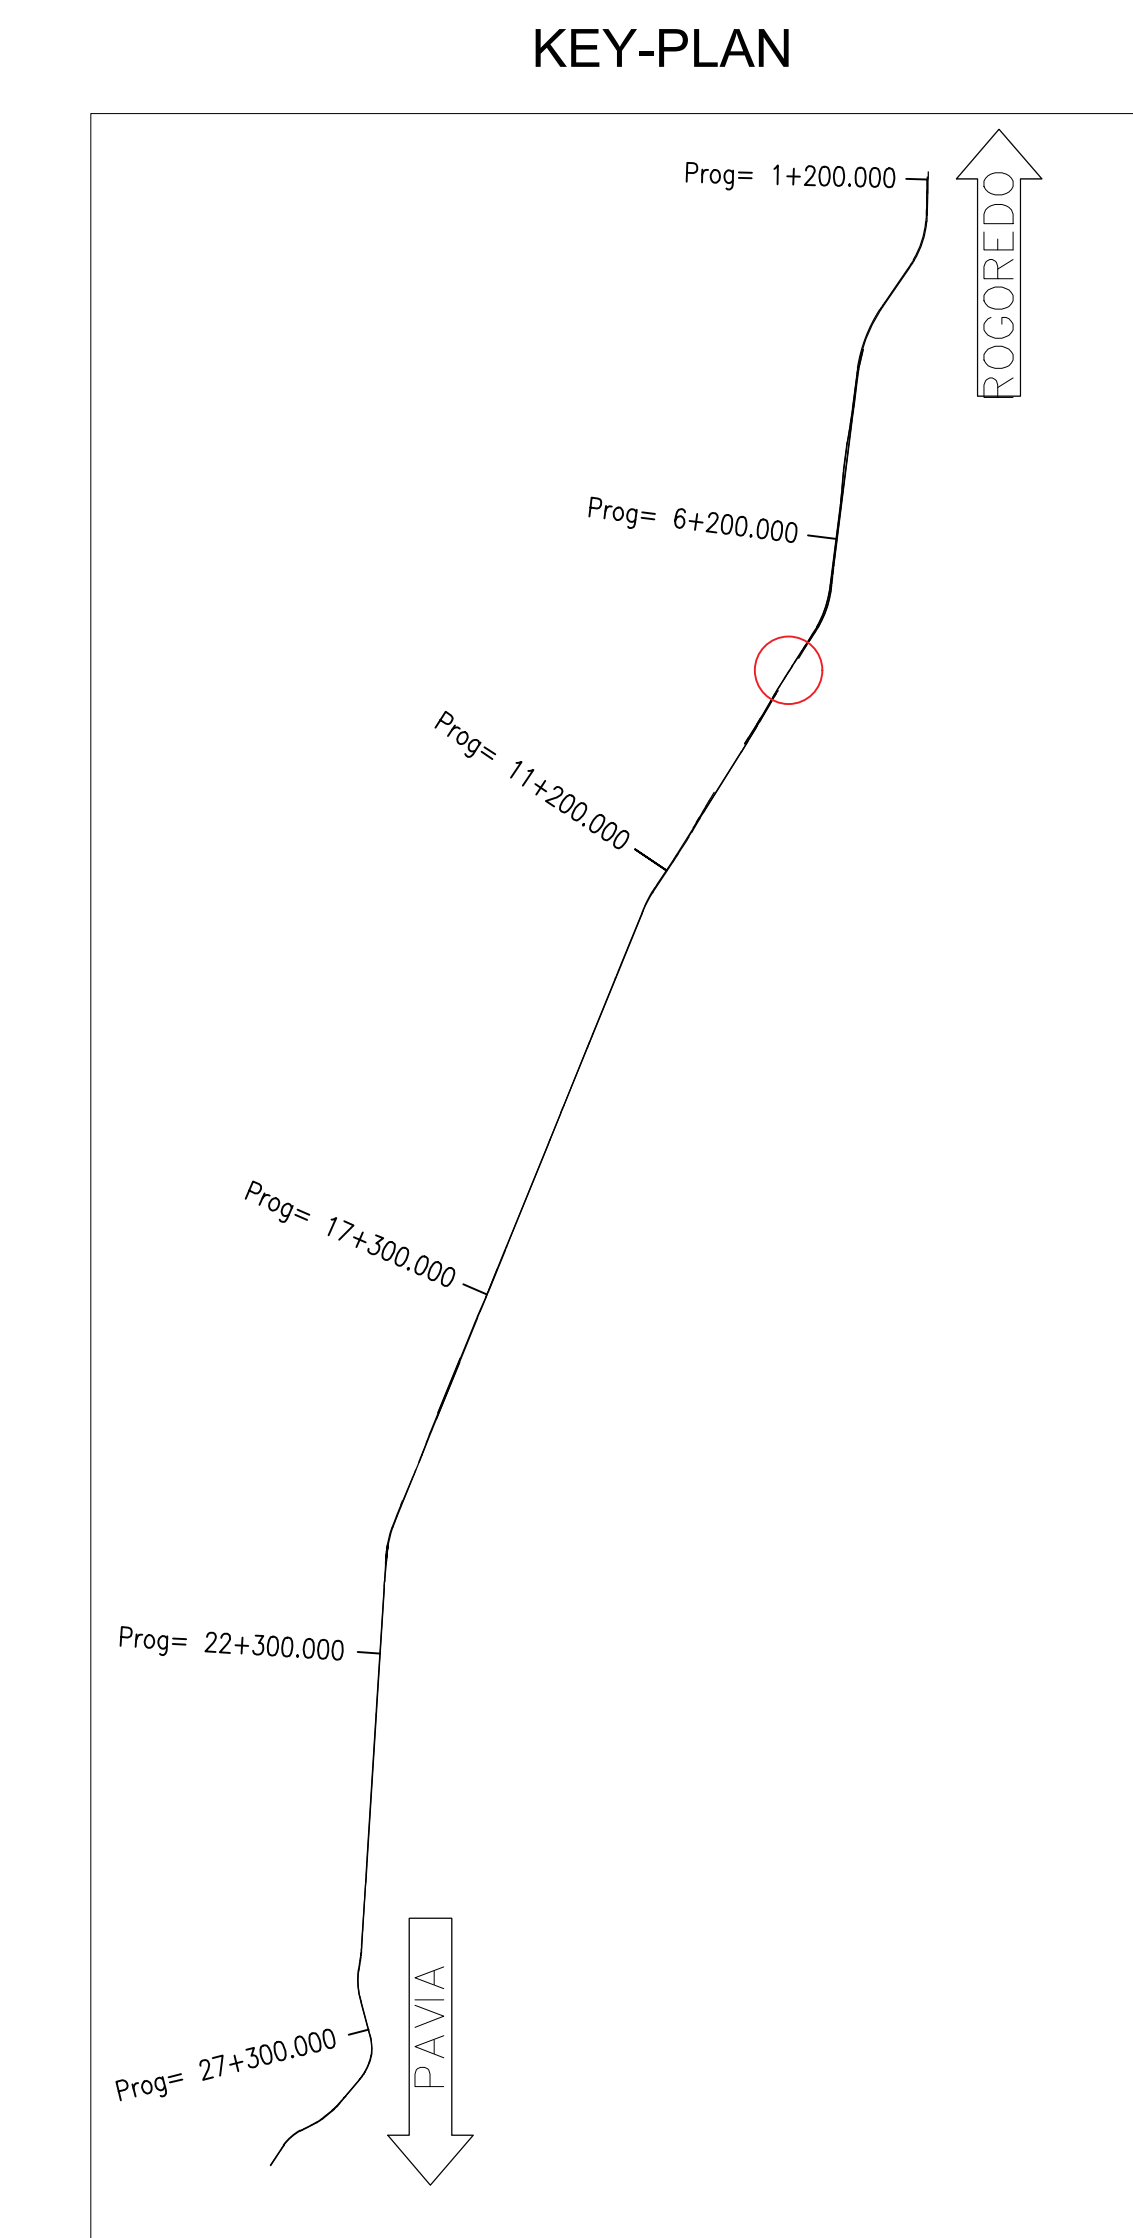 KEY-PLAN
Prog= 1+200.000
ROGOREDO
Prog= 6+200.000
Prog= 11+200.000
Prog= 17+300.000
Prog= 22+300.000
PAVIA
Prog= 27+300.000